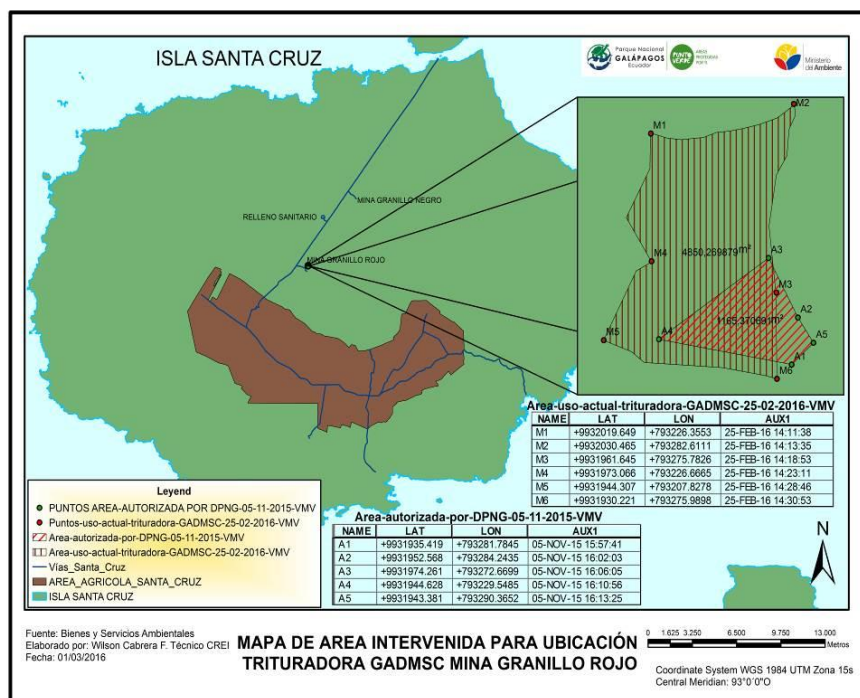 ISLA SANTA CRUZ
Parque Nacional
GALÁPAGOS
Ecuador
PUNTO
VERDE
Ministerio
del Ambiente
M2
M1
MINA GRANILLO NEGRO
RELLENO SANITARIO
MINA GRANILLO ROJO
M4
4850,269879m²
A3
M3
1165,370691m²
A2
M5
A4
A5
A1
M6
Area-uso-actual-trituradora-GADMSC-25-02-2016-VMV
NAME LAT LON AUX1
M1 +9932019.649 +793226.3553 25-FEB-16 14:11:38
M2 +9932030.465 +793282.6111 25-FEB-16 14:13:35
M3 +9931961.645 +793275.7826 25-FEB-16 14:18:53
M4 +9931973.066 +793226.6665 25-FEB-16 14:23:11
M5 +9931944.307 +793207.8278 25-FEB-16 14:28:46
M6 +9931930.221 +793275.9898 25-FEB-16 14:30:53
Leyend
PUNTOS AREA-AUTORIZADA POR DPNG-05-11-2015-VMV
Puntos-uso-actual-trituradora-GADMSC-25-02-2016-VMV
Area-autorizada-por-DPNG-05-11-2015-VMV
Area-uso-actual-trituradora-GADMSC-25-02-2016-VMV
Vías_Santa_Cruz
AREA_AGRICOLA_SANTA_CRUZ
ISLA SANTA CRUZ
Area-autorizada-por-DPNG-05-11-2015-VMV
NAME LAT LON AUX1
A1 +9931935.419 +793281.7845 05-NOV-15 15:57:41
A2 +9931952.568 +793284.2435 05-NOV-15 16:02:03
A3 +9931974.261 +793272.6699 05-NOV-15 16:06:05
A4 +9931944.628 +793229.5485 05-NOV-15 16:10:56
A5 +9931943.381 +793290.3652 05-NOV-15 16:13:25
N
Fuente: Bienes y Servicios Ambientales
Elaborado por: Wilson Cabrera F. Técnico CREI
Fecha: 01/03/2016
MAPA DE AREA INTERVENIDA PARA UBICACIÓN
TRITURADORA GADMSC MINA GRANILLO ROJO
0 1.625 3.250 6.500 9.750 13.000
Metros
Coordinate System WGS 1984 UTM Zona 15s
Central Meridian: 93°0´0"O